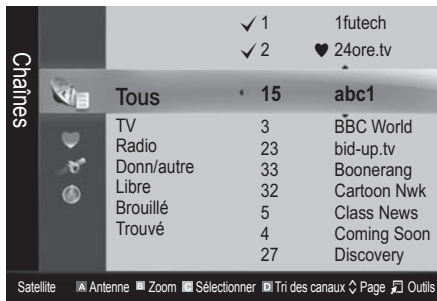 Chaînes
✓ 1 1futech
✓ 2 ♥ 24ore.tv
Tous 15 abc1
TV 3 BBC World
Radio 23 bid-up.tv
Donn/autre 33 Boonerang
Libre 32 Cartoon Nwk
Brouillé 5 Class News
Trouvé 4 Coming Soon
27 Discovery
Satellite A Antenne B Zoom C Sélectionner D Tri des canaux Page Outils